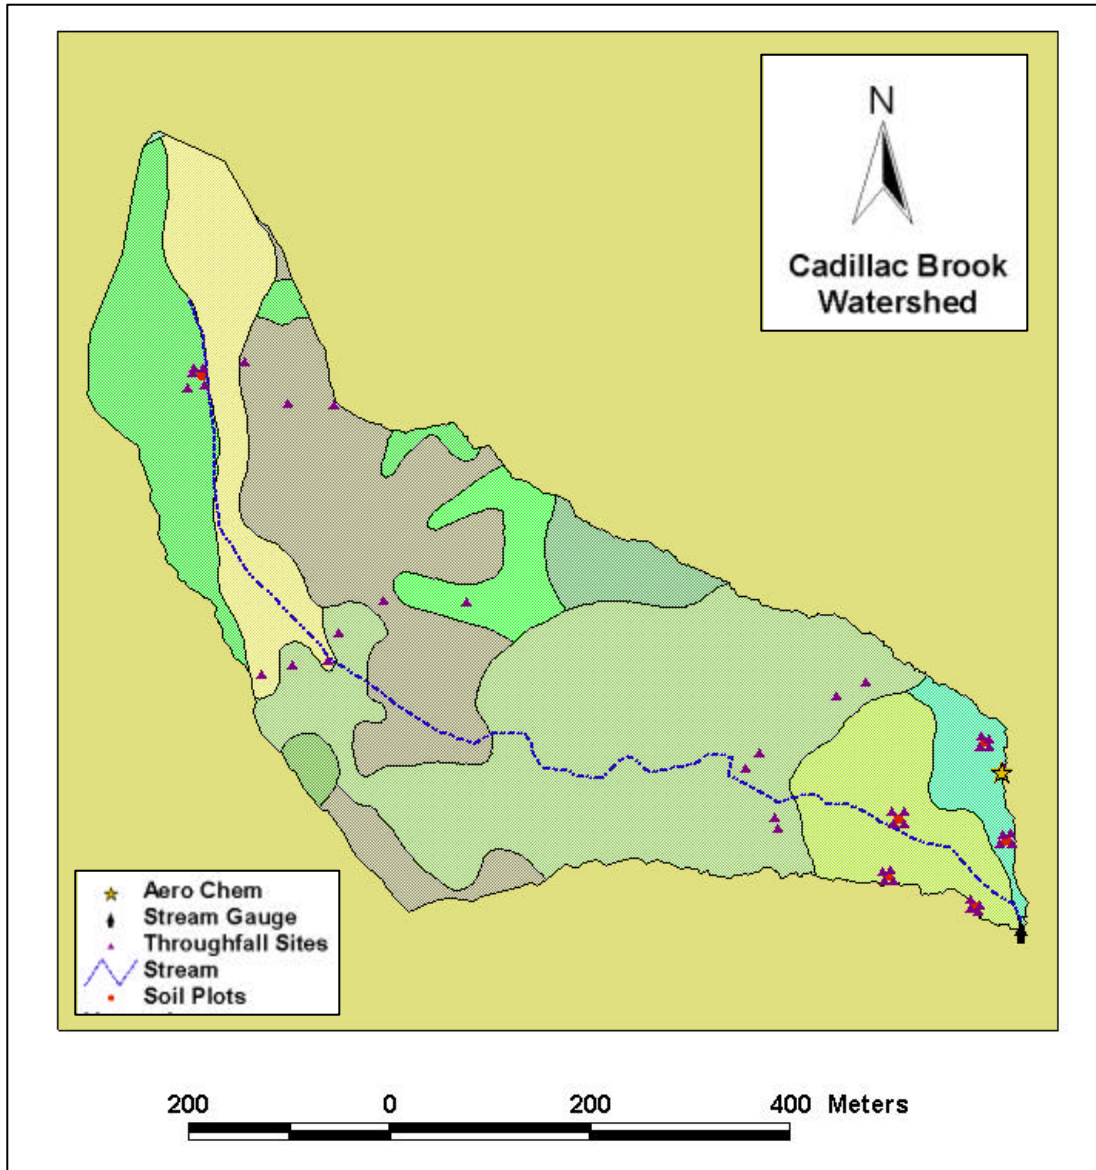 N
Cadillac Brook
Watershed
Aero Chem
Stream Gauge
Throughfall Sites
Stream
Soil Plots
200 0 200 400 Meters